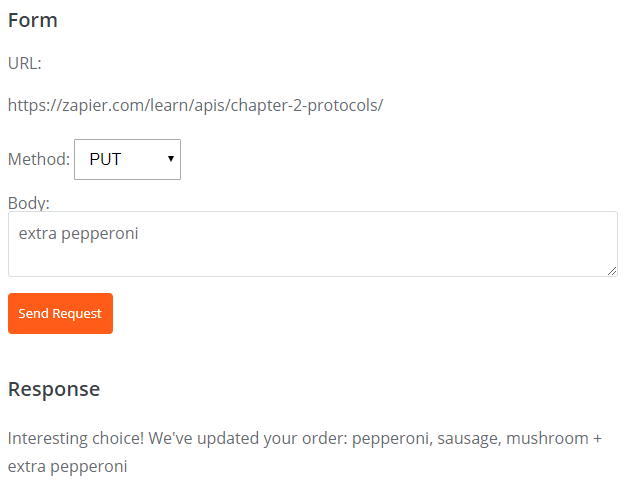 Form
URL:
https://zapier.com/learn/apis/chapter-2-protocols/
Method: PUT
Body:
extra pepperoni
Send Request
Response
Interesting choice! We've updated your order: pepperoni, sausage, mushroom +
extra pepperoni